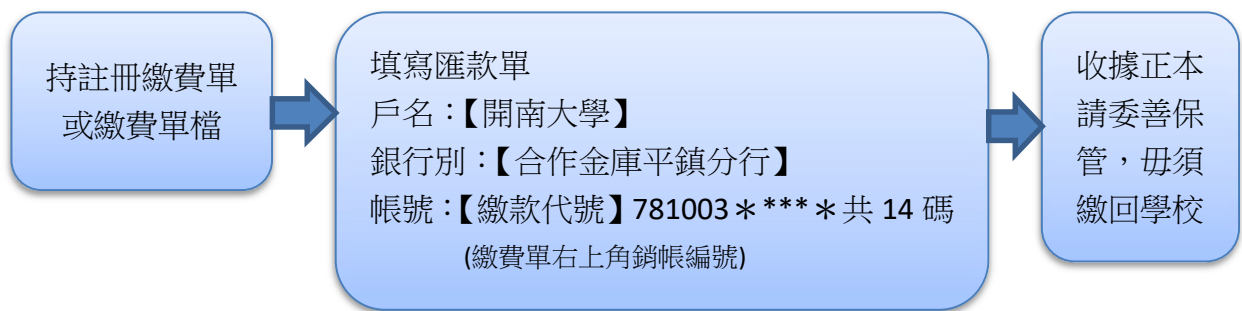 持註冊繳費單
或繳費單檔
填寫匯款單
戶名：【開南大學】
銀行別：【合作金庫平鎮分行】
帳號：【繳款代號】781003＊***＊共 14 碼
(繳費單右上角銷帳編號)
收據正本
請委善保
管，毋須
繳回學校